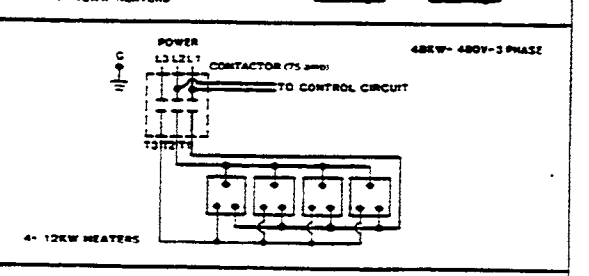 POWER
48KW- 480V-3 PHASE
G
L3 L2 L1
CONTACTOR (75 amp)
TO CONTROL CIRCUIT
T3 T2 T1
4- 12KW HEATERS